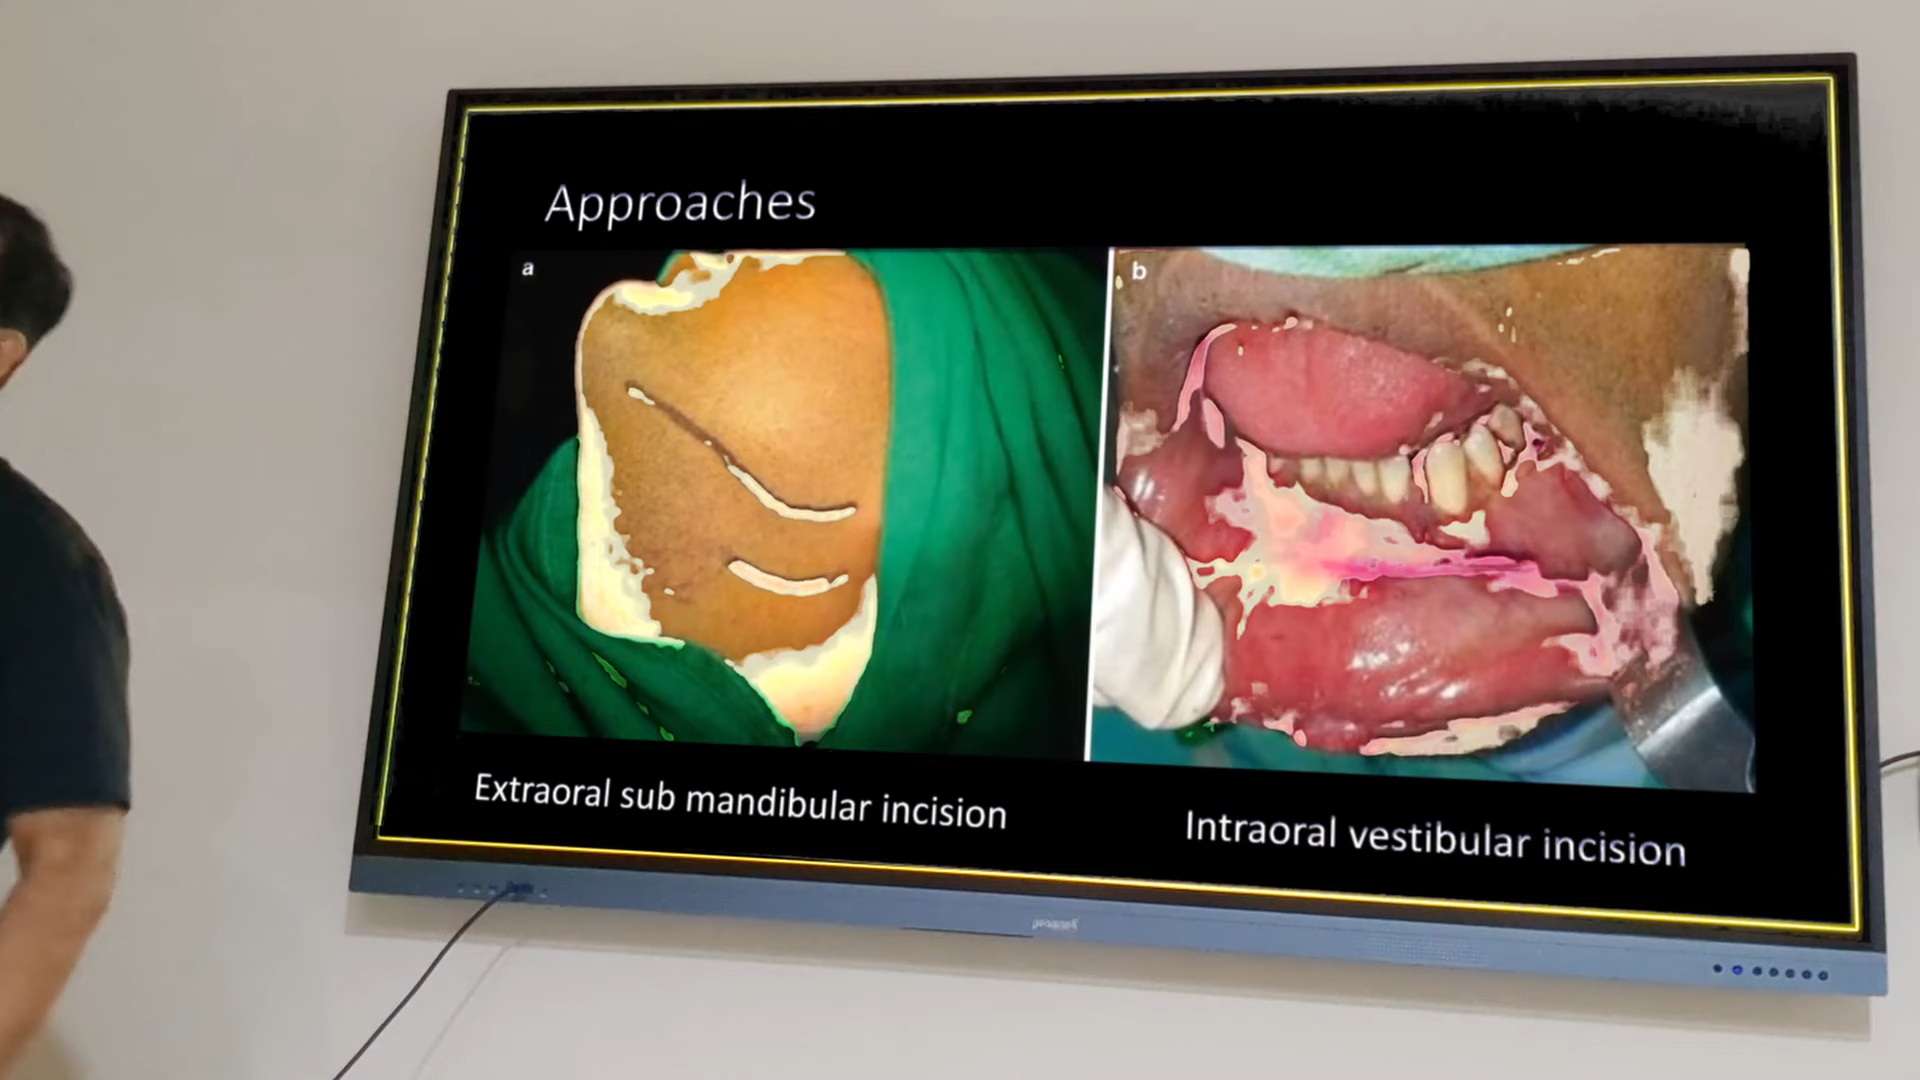 Approaches
a
b
Extraoral sub mandibular incision
Intraoral vestibular incision